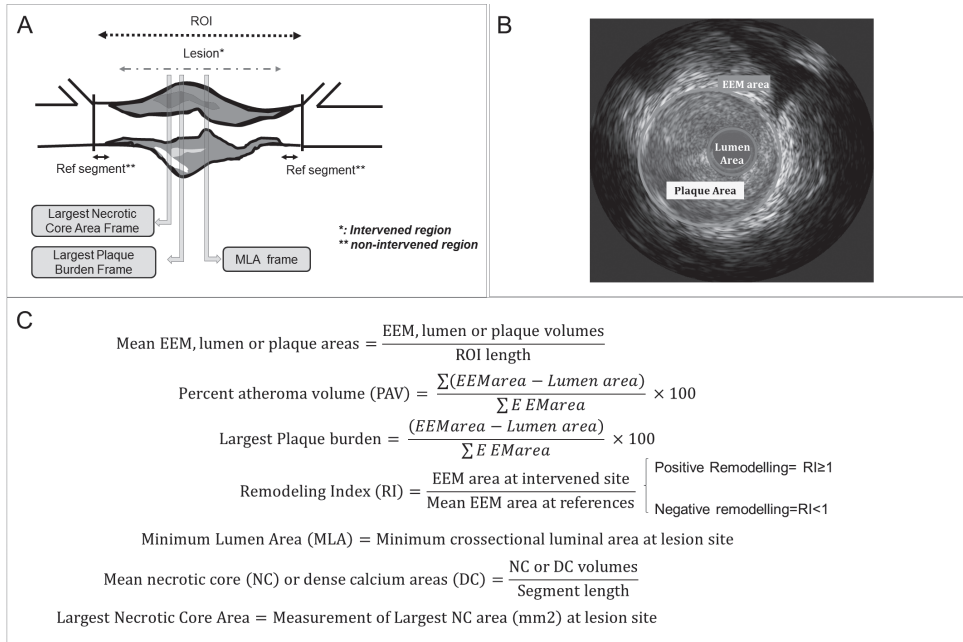 A
ROI
Lesion*
Ref segment**
Ref segment**
Largest Necrotic
Core Area Frame
Largest Plaque
Burden Frame
MLA frame
*: Intervened region
** non-intervened region
B
EEM area
Lumen
Area
Plaque Area
C
Mean EEM, lumen or plaque areas = EEM, lumen or plaque volumes / ROI length
Percent atheroma volume (PAV) = ∑(EEMarea − Lumen area) / ∑ E EMarea × 100
Largest Plaque burden = (EEMarea − Lumen area) / ∑ E EMarea × 100
Remodeling Index (RI) = EEM area at intervened site / Mean EEM area at references
Positive Remodelling= RI≥1
Negative remodelling=RI<1
Minimum Lumen Area (MLA) = Minimum crossectional luminal area at lesion site
Mean necrotic core (NC) or dense calcium areas (DC) = NC or DC volumes / Segment length
Largest Necrotic Core Area = Measurement of Largest NC area (mm2) at lesion site